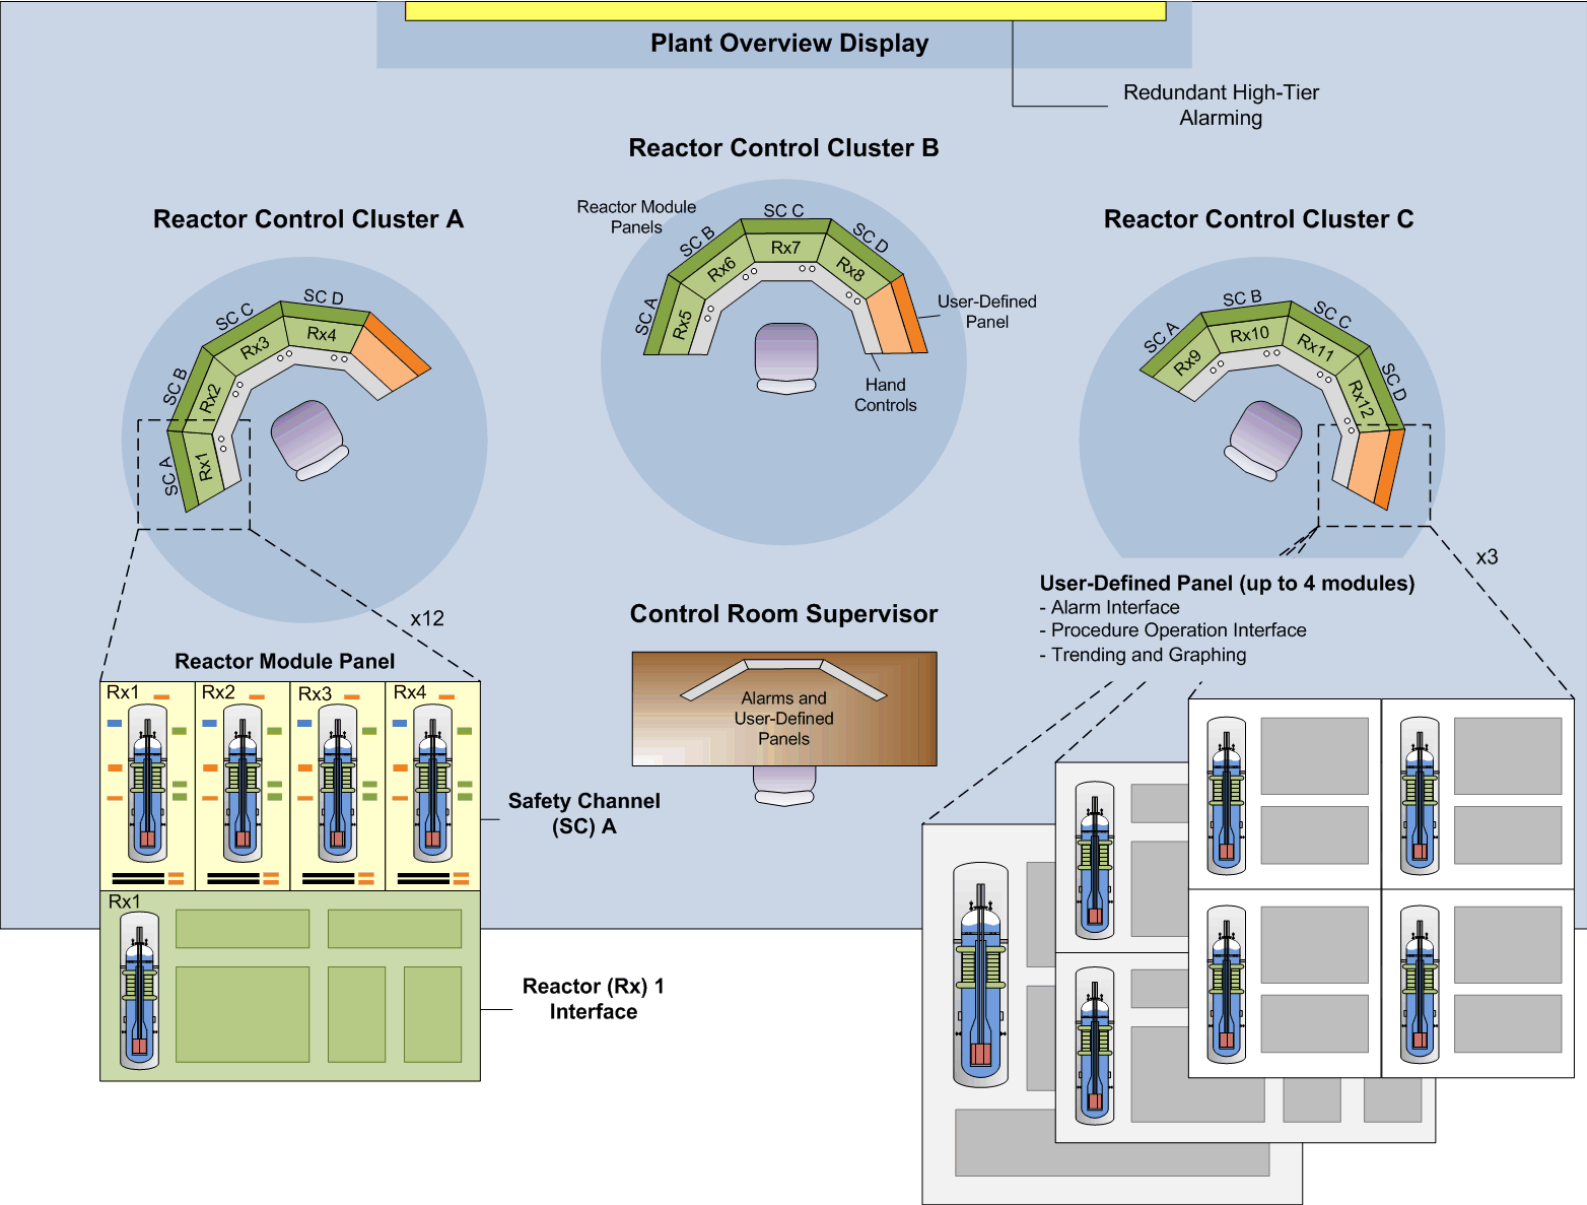 Plant Overview Display
Redundant High-Tier
Alarming
Reactor Control Cluster B
Reactor Control Cluster A
Reactor Control Cluster C
Reactor Module
Panels
SC A
SC B
SC C
SC D
Rx5
Rx6
Rx7
Rx8
User-Defined
Panel
Hand
Controls
SC A
SC B
SC C
SC D
Rx1
Rx2
Rx3
Rx4
SC A
SC B
SC C
SC D
Rx9
Rx10
Rx11
Rx12
x12
x3
Reactor Module Panel
Rx1
Rx2
Rx3
Rx4
Safety Channel
(SC) A
Rx1
Reactor (Rx) 1
Interface
Control Room Supervisor
Alarms and
User-Defined
Panels
User-Defined Panel (up to 4 modules)
- Alarm Interface
- Procedure Operation Interface
- Trending and Graphing